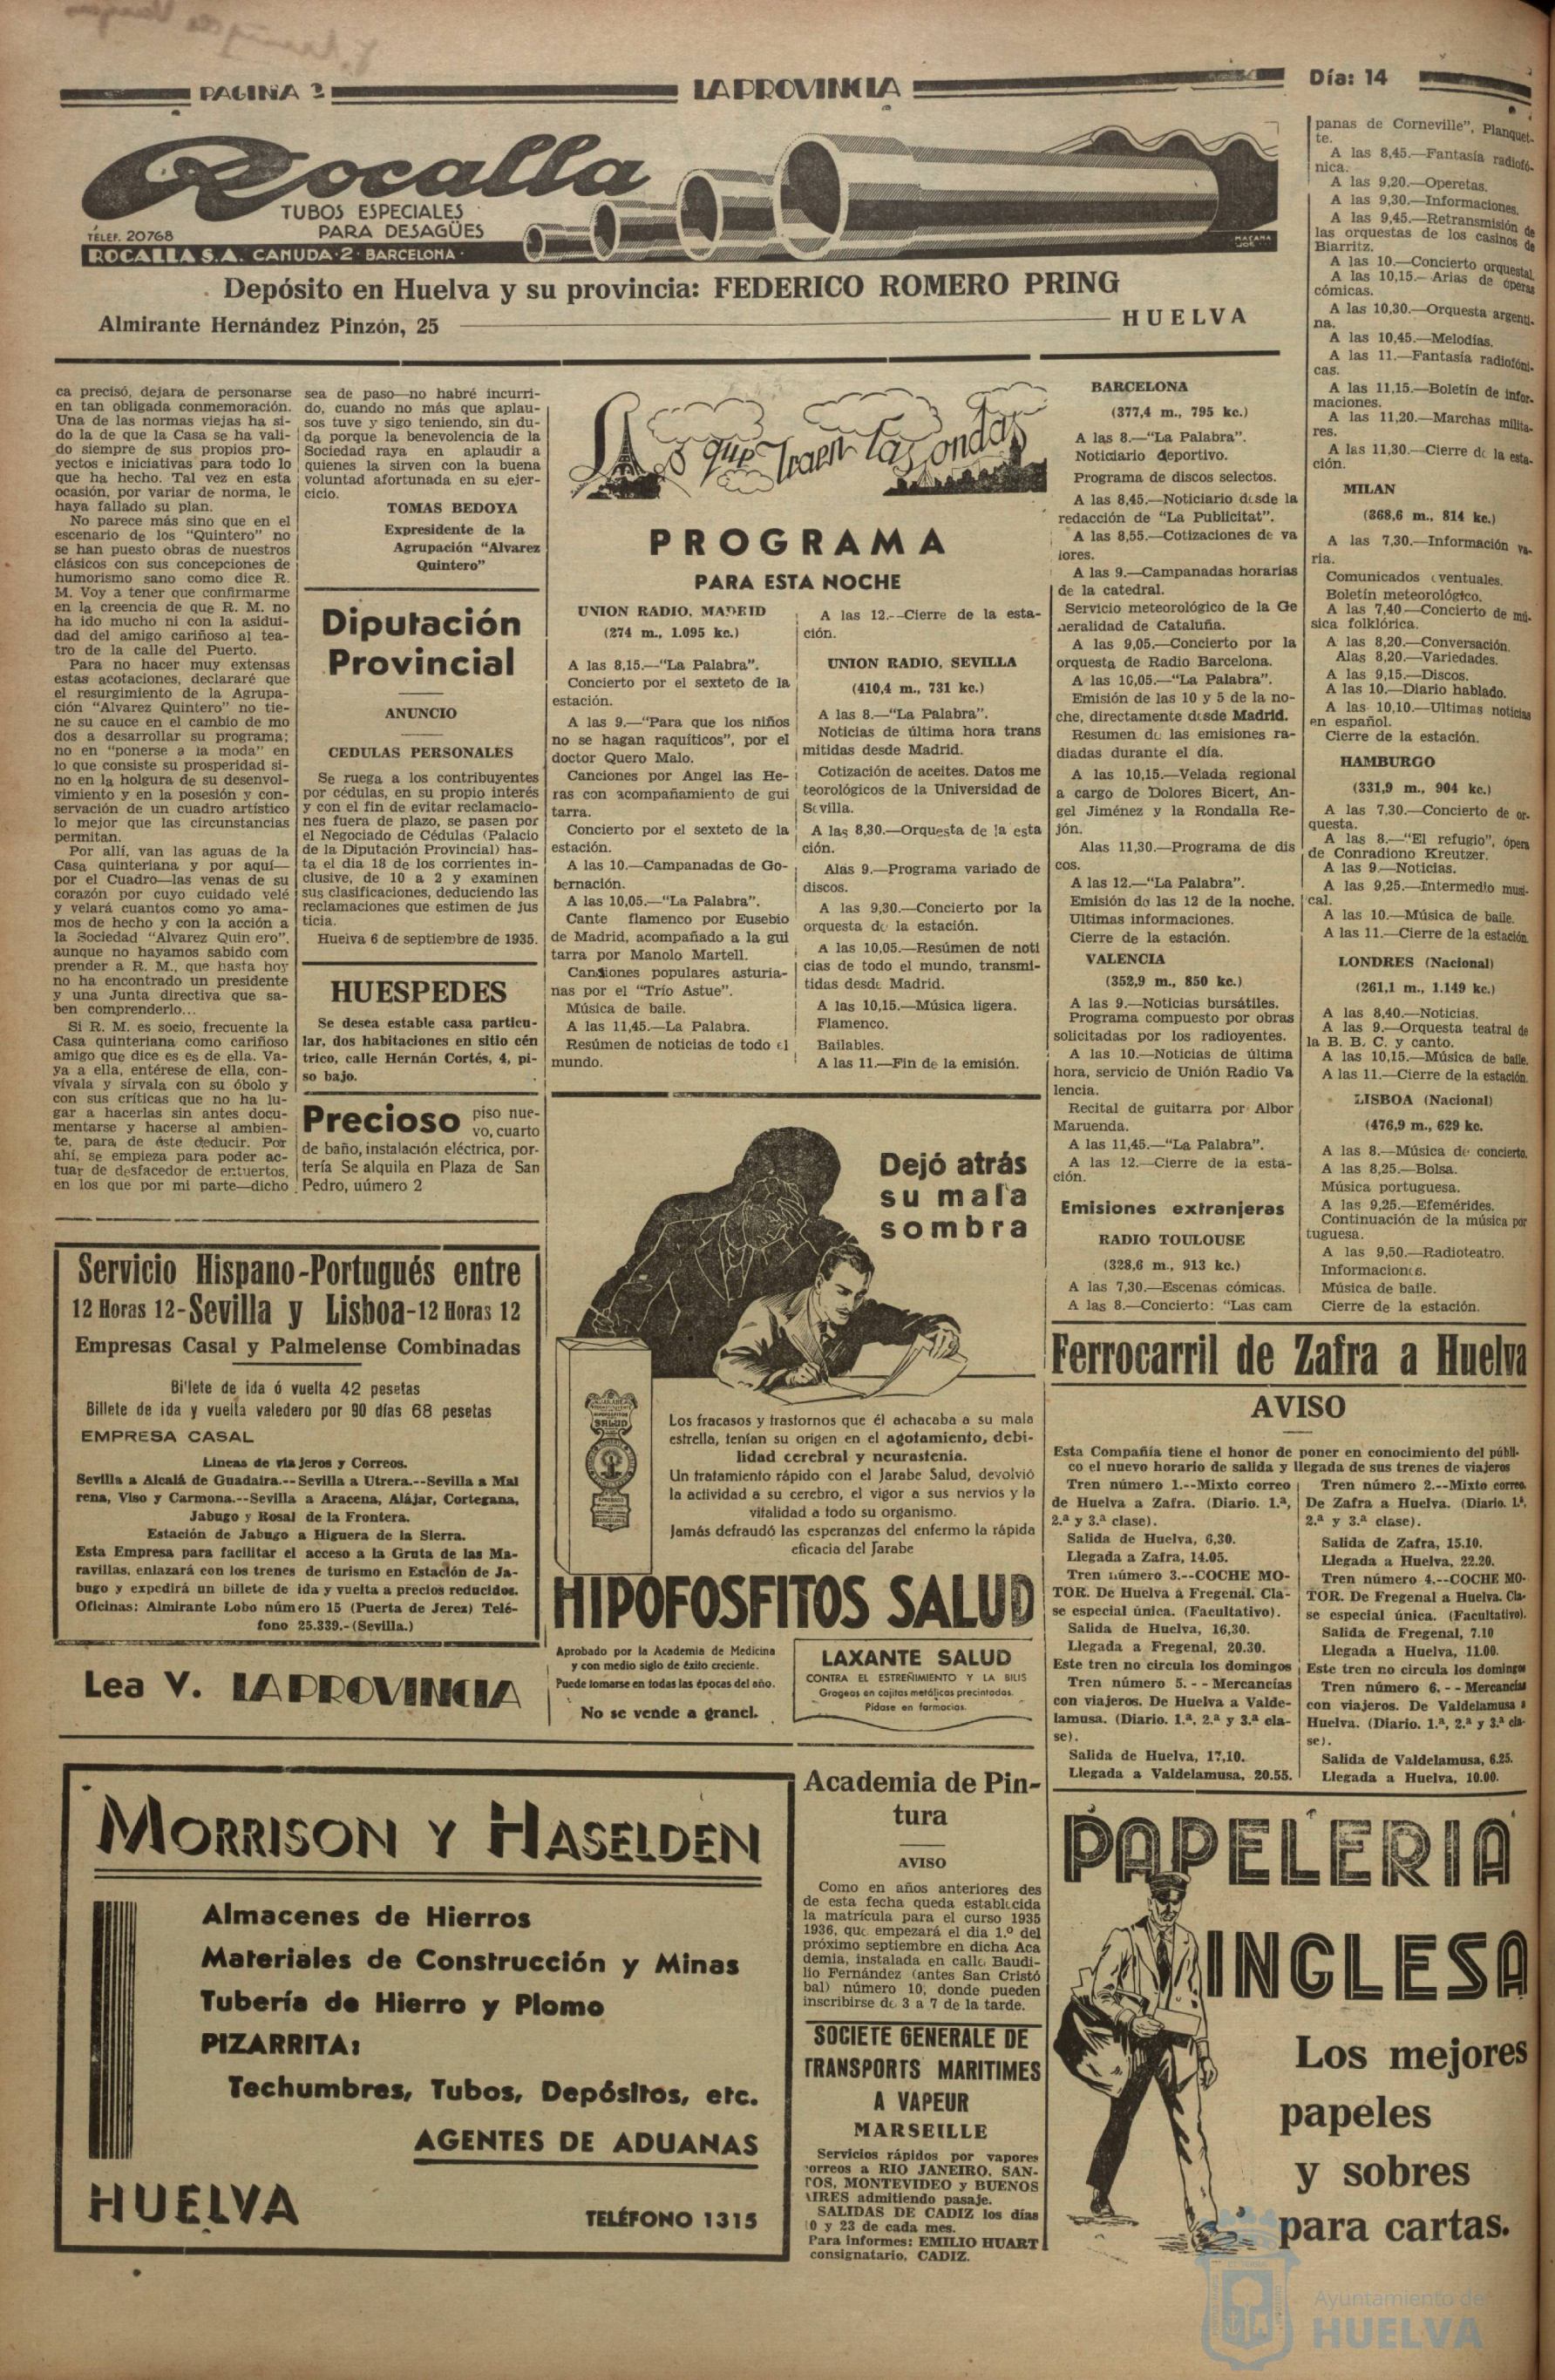 PAGINA 3
LA PROVINCIA
Día: 14
Rocalla
TUBOS ESPECIALES
PARA DESAGÜES
TELEF. 20768
ROCALLA S.A. CANUDA·2·BARCELONA·
Depósito en Huelva y su provincia: FEDERICO ROMERO PRING
Almirante Hernández Pinzón, 25
HUELVA
ca precisó, dejara de personarse
en tan obligada conmemoración.
Una de las normas viejas ha si-
do la de que la Casa se ha vali-
do siempre de sus propios pro-
yectos e iniciativas para todo lo
que ha hecho. Tal vez en esta
ocasión, por variar de norma, le
haya fallado su plan.
No parece más sino que en el
escenario de los "Quintero" no
se han puesto obras de nuestros
clásicos con sus concepciones de
humorismo sano como dice R.
M. Voy a tener que confirmarme
en la creencia de que R. M. no
ha ido mucho ni con la asidui-
dad del amigo cariñoso al tea-
tro de la calle del Puerto.
Para no hacer muy extensas
estas acotaciones, declararé que
el resurgimiento de la Agrupa-
ción "Alvarez Quintero" no tie-
ne su cauce en el cambio de mo
dos a desarrollar su programa;
no en "ponerse a la moda" en
lo que consiste su prosperidad si-
no en la holgura de su desenvol-
vimiento y en la posesión y con-
servación de un cuadro artístico
lo mejor que las circunstancias
permitan.
Por allí, van las aguas de la
Casa quinteriana y por aquí—
por el Cuadro—las venas de su
corazón por cuyo cuidado velé
y velará cuantos como yo ama-
mos de hecho y con la acción a
la Sociedad "Alvarez Quin ero",
aunque no hayamos sabido com
prender a R. M., que hasta hoy
no ha encontrado un presidente
y una Junta directiva que sa-
ben comprenderlo...
Si R. M. es socio, frecuente la
Casa quinteriana como cariñoso
amigo que dice es es de ella. Va-
ya a ella, entérese de ella, con-
vívala y sírvala con su óbolo y
con sus críticas que no ha lu-
gar a hacerlas sin antes docu-
mentarse y hacerse al ambien-
te, para de éste deducir. Por
ahí, se empieza para poder ac-
tuar de desfacedor de entuertos,
en los que por mi parte—dicho
sea de paso—no habré incurri-
do, cuando no más que aplau-
sos tuve y sigo teniendo, sin du-
da porque la benevolencia de la
Sociedad raya en aplaudir a
quienes la sirven con la buena
voluntad afortunada en su ejer-
cicio.
TOMAS BEDOYA
Expresidente de la
Agrupación "Alvarez
Quintero"
Diputación
Provincial
ANUNCIO
CEDULAS PERSONALES
Se ruega a los contribuyentes
por cédulas, en su propio interés
y con el fin de evitar reclamacio-
nes fuera de plazo, se pasen por
el Negociado de Cédulas (Palacio
de la Diputación Provincial) has-
ta el dia 18 de los corrientes in-
clusive, de 10 a 2 y examinen
sus clasificaciones, deduciendo las
reclamaciones que estimen de jus
ticia.
Huelva 6 de septiembre de 1935.
HUESPEDES
Se desea estable casa particu-
lar, dos habitaciones en sitio cén
trico, calle Hernán Cortés, 4, pi-
so bajo.
Precioso piso nue-
vo, cuarto
de baño, instalación eléctrica, por-
tería Se alquila en Plaza de San
Pedro, uúmero 2
Lo que traen las ondas
PROGRAMA
PARA ESTA NOCHE
UNION RADIO, MADRID
(274 m., 1.095 kc.)
A las 8,15.—"La Palabra".
Concierto por el sexteto de la
estación.
A las 9.—"Para que los niños
no se hagan raquíticos", por el
doctor Quero Malo.
Canciones por Angel las He-
ras con acompañamiento de gui
tarra.
Concierto por el sexteto de la
estación.
A las 10.—Campanadas de Go-
bernación.
A las 10,05.—"La Palabra".
Cante flamenco por Eusebio
de Madrid, acompañado a la gui
tarra por Manolo Martell.
Canciones populares asturia-
nas por el "Trío Astue".
Música de baile.
A las 11,45.—La Palabra.
Resúmen de noticias de todo el
mundo.
A las 12.--Cierre de la esta-
ción.
UNION RADIO, SEVILLA
(410,4 m., 731 kc.)
A las 8.—"La Palabra".
Noticias de última hora trans
mitidas desde Madrid.
Cotización de aceites. Datos me
teorológicos de la Universidad de
Sevilla.
A las 8,30.—Orquesta de la esta
ción.
Alas 9.—Programa variado de
discos.
A las 9,30.—Concierto por la
orquesta de la estación.
A las 10,05.—Resúmen de noti
cias de todo el mundo, transmi-
tidas desde Madrid.
A las 10,15.—Música ligera.
Flamenco.
Bailables.
A las 11.—Fin de la emisión.
BARCELONA
(377,4 m., 795 kc.)
A las 8.—"La Palabra".
Noticiario deportivo.
Programa de discos selectos.
A las 8,45.—Noticiario desde la
redacción de "La Publicitat".
A las 8,55.—Cotizaciones de va
lores.
A las 9.—Campanadas horarias
de la catedral.
Servicio meteorológico de la Ge
neralidad de Cataluña.
A las 9,05.—Concierto por la
orquesta de Radio Barcelona.
A las 10,05.—"La Palabra".
Emisión de las 10 y 5 de la no-
che, directamente desde Madrid.
Resumen de las emisiones ra-
diadas durante el día.
A las 10,15.—Velada regional
a cargo de Dolores Bicert, An-
gel Jiménez y la Rondalla Re-
jón.
Alas 11,30.—Programa de dis
cos.
A las 12.—"La Palabra".
Emisión de las 12 de la noche.
Ultimas informaciones.
Cierre de la estación.
VALENCIA
(352,9 m., 850 kc.)
A las 9.—Noticias bursátiles.
Programa compuesto por obras
solicitadas por los radioyentes.
A las 10.—Noticias de última
hora, servicio de Unión Radio Va
lencia.
Recital de guitarra por Albor
Maruenda.
A las 11,45.—"La Palabra".
A las 12.—Cierre de la esta-
ción.
Emisiones extranjeras
RADIO TOULOUSE
(328,6 m., 913 kc.)
A las 7,30.—Escenas cómicas.
A las 8.—Concierto: "Las cam
panas de Corneville", Planquet-
te.
A las 8,45.—Fantasía radiofó-
nica.
A las 9,20.—Operetas.
A las 9,30.—Informaciones.
A las 9,45.—Retransmisión de
las orquestas de los casinos de
Biarritz.
A las 10.—Concierto orquestal.
A las 10,15.—Arias de óperas
cómicas.
A las 10,30.—Orquesta argenti-
na.
A las 10,45.—Melodías.
A las 11.—Fantasía radiofóni-
cas.
A las 11,15.—Boletín de infor-
maciones.
A las 11,20.—Marchas milita-
res.
A las 11,30.—Cierre de la esta-
ción.
MILAN
(368,6 m., 814 kc.)
A las 7,30.—Información va-
ria.
Comunicados eventuales.
Boletín meteorológico.
A las 7,40—Concierto de mú-
sica folklórica.
A las 8,20.—Conversación.
Alas 8,20.—Variedades.
A las 9,15.—Discos.
A las 10.—Diario hablado.
A las 10,10.—Ultimas noticias
en español.
Cierre de la estación.
HAMBURGO
(331,9 m., 904 kc.)
A las 7,30.—Concierto de or-
questa.
A las 8.—"El refugio", ópera
de Conradiono Kreutzer.
A las 9.—Noticias.
A las 9,25.—Intermedio musi-
cal.
A las 10.—Música de baile.
A las 11.—Cierre de la estación.
LONDRES (Nacional)
(261,1 m., 1.149 kc.)
A las 8,40.—Noticias.
A las 9.—Orquesta teatral de
la B. B. C. y canto.
A las 10,15.—Música de baile.
A las 11.—Cierre de la estación.
LISBOA (Nacional)
(476,9 m., 629 kc.
A las 8.—Música de concierto.
A las 8,25.—Bolsa.
Música portuguesa.
A las 9,25.—Efemérides.
Continuación de la música por
tuguesa.
A las 9,50.—Radioteatro.
Informaciones.
Música de baile.
Cierre de la estación.
Servicio Hispano-Portugués entre
12 Horas 12-Sevilla y Lisboa-12 Horas 12
Empresas Casal y Palmelense Combinadas
Bi'lete de ida ó vuelta 42 pesetas
Billete de ida y vuelta valedero por 90 días 68 pesetas
EMPRESA CASAL
Lineas de viajeros y Correos.
Sevilla a Alcalá de Guadaira.--Sevilla a Utrera.--Sevilla a Mai
rena, Viso y Carmona.--Sevilla a Aracena, Alájar, Cortegana,
Jabugo y Rosal de la Frontera.
Estación de Jabugo a Higuera de la Sierra.
Esta Empresa para facilitar el acceso a la Gruta de las Ma-
ravillas, enlazará con los trenes de turismo en Estación de Ja-
bugo y expedirá un billete de ida y vuelta a precios reducidos.
Oficinas: Almirante Lobo número 15 (Puerta de Jerez) Telé-
fono 25.339.-(Sevilla.)
Lea V. LA PROVINCIA
Dejó atrás
su mala
sombra
SALUD
Los fracasos y trastornos que él achacaba a su mala
estrella, tenían su origen en el agotamiento, debi-
lidad cerebral y neurastenia.
Un tratamiento rápido con el Jarabe Salud, devolvió
la actividad a su cerebro, el vigor a sus nervios y la
vitalidad a todo su organismo.
Jamás defraudó las esperanzas del enfermo la rápida
eficacia del Jarabe
HIPOFOSFITOS SALUD
Aprobado por la Academia de Medicina
y con medio siglo de éxito creciente.
Puede tomarse en todas las épocas del año.
No se vende a granel.
LAXANTE SALUD
CONTRA EL ESTREÑIMIENTO Y LA BILIS
Grageas en cajitas metálicas precintadas.
Pídase en farmacias.
Ferrocarril de Zafra a Huelva
AVISO
Esta Compañía tiene el honor de poner en conocimiento del públi-
co el nuevo horario de salida y llegada de sus trenes de viajeros
Tren número 1.--Mixto correo
de Huelva a Zafra. (Diario. 1.ª,
2.ª y 3.ª clase).
Salida de Huelva, 6,30.
Llegada a Zafra, 14.05.
Tren número 3.--COCHE MO-
TOR. De Huelva a Fregenal. Cla-
se especial única. (Facultativo).
Salida de Huelva, 16,30.
Llegada a Fregenal, 20.30.
Este tren no circula los domingos
Tren número 5. - - Mercancías
con viajeros. De Huelva a Valde-
lamusa. (Diario. 1.ª, 2.ª y 3.ª cla-
se).
Salida de Huelva, 17,10.
Llegada a Valdelamusa, 20.55.
Tren número 2.--Mixto correo.
De Zafra a Huelva. (Diario. 1.ª,
2.ª y 3.ª clase).
Salida de Zafra, 15.10.
Llegada a Huelva, 22.20.
Tren número 4.--COCHE MO-
TOR. De Fregenal a Huelva. Cla-
se especial única. (Facultativo).
Salida de Fregenal, 7.10
Llegada a Huelva, 11.00.
Este tren no circula los domingos
Tren número 6. - - Mercancías
con viajeros. De Valdelamusa a
Huelva. (Diario. 1.ª, 2.ª y 3.ª cla-
se).
Salida de Valdelamusa, 6.25.
Llegada a Huelva, 10.00.
MORRISON Y HASELDEN
Almacenes de Hierros
Materiales de Construcción y Minas
Tubería de Hierro y Plomo
PIZARRITA:
Techumbres, Tubos, Depósitos, etc.
AGENTES DE ADUANAS
HUELVA
TELÉFONO 1315
Academia de Pin-
tura
AVISO
Como en años anteriores des
de esta fecha queda establecida
la matrícula para el curso 1935
1936, que empezará el dia 1.º del
próximo septiembre en dicha Aca
demia, instalada en calle Baudi-
lio Fernández (antes San Cristó
bal) número 10, donde pueden
inscribirse de 3 a 7 de la tarde.
SOCIETE GENERALE DE
TRANSPORTS MARITIMES
A VAPEUR
MARSEILLE
Servicios rápidos por vapores
correos a RIO JANEIRO, SAN-
TOS, MONTEVIDEO y BUENOS
AIRES admitiendo pasaje.
SALIDAS DE CADIZ los días
10 y 23 de cada mes.
Para informes: EMILIO HUART
consignatario, CADIZ.
PAPELERIA
INGLESA
Los mejores
papeles
y sobres
para cartas.
Ayuntamiento de
HUELVA